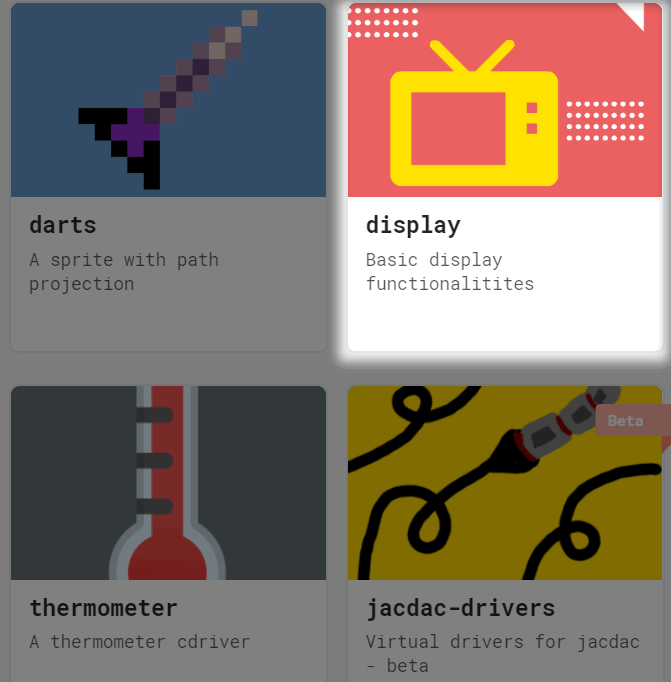 darts
A sprite with path
projection
display
Basic display
functionalitites
Beta
thermometer
A thermometer cdriver
jacdac-drivers
Virtual drivers for jacdac
- beta